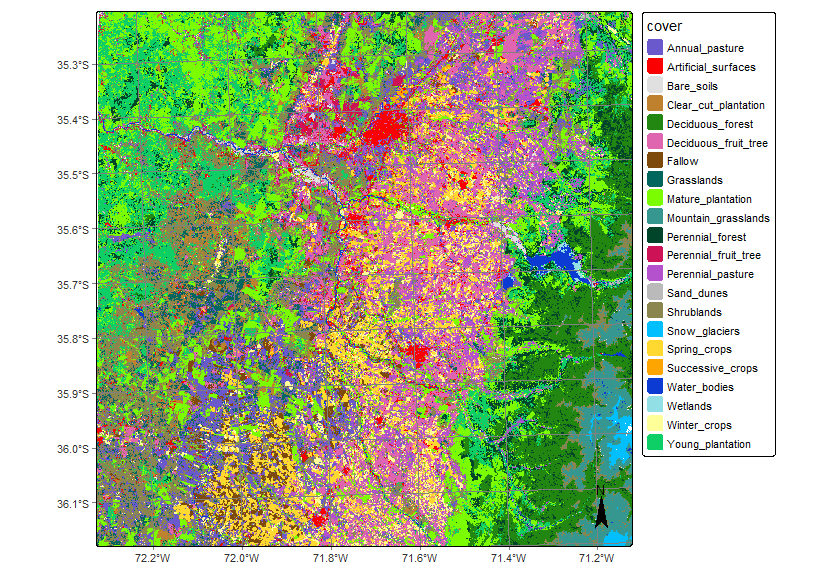 cover
Annual_pasture
Artificial_surfaces
Bare_soils
Clear_cut_plantation
Deciduous_forest
Deciduous_fruit_tree
Fallow
Grasslands
Mature_plantation
Mountain_grasslands
Perennial_forest
Perennial_fruit_tree
Perennial_pasture
Sand_dunes
Shrublands
Snow_glaciers
Spring_crops
Successive_crops
Water_bodies
Wetlands
Winter_crops
Young_plantation
35.3°S
35.4°S
35.5°S
35.6°S
35.7°S
35.8°S
35.9°S
36.0°S
36.1°S
N
72.2°W 72.0°W 71.8°W 71.6°W 71.4°W 71.2°W